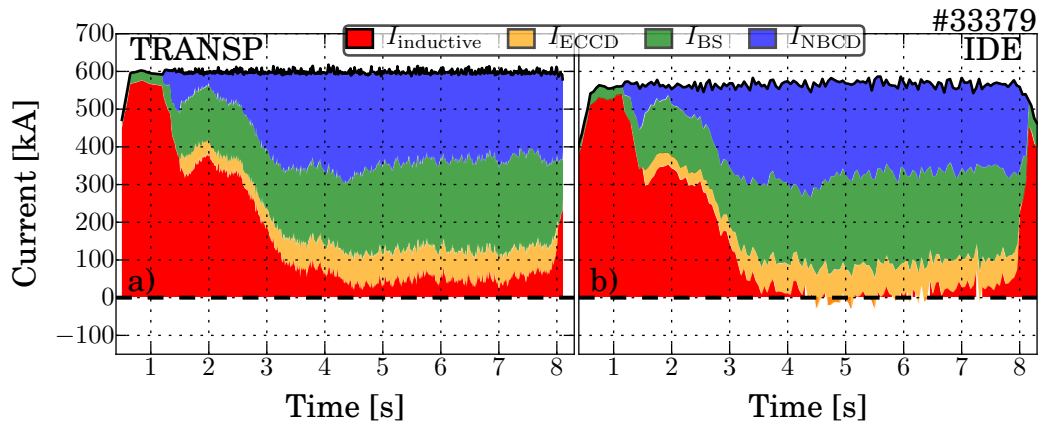 #33379
TRANSP
I_inductive
I_ECCD
I_BS
I_NBCD
IDE
Current [kA]
700
600
500
400
300
200
100
0
−100
a)
b)
1 2 3 4 5 6 7 8
1 2 3 4 5 6 7 8
Time [s]
Time [s]